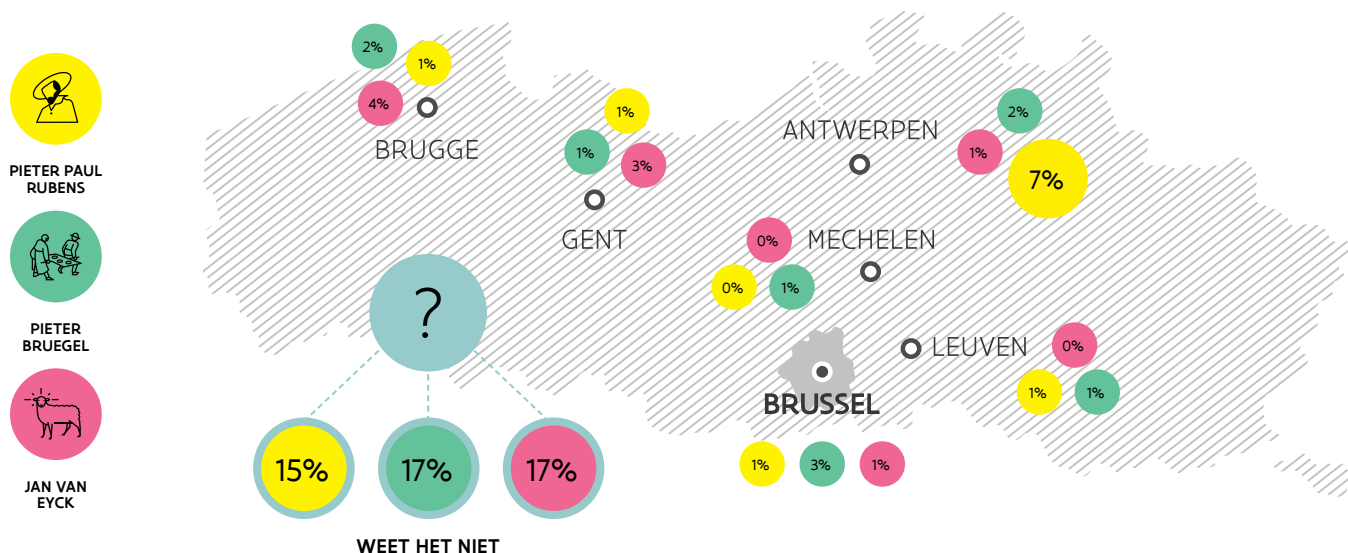 PIETER PAUL
RUBENS
PIETER
BRUEGEL
JAN VAN
EYCK
2%
1%
4%
BRUGGE
1%
1%
3%
GENT
ANTWERPEN
2%
1%
7%
0%
MECHELEN
0%
1%
LEUVEN
0%
1%
1%
BRUSSEL
1%
3%
1%
?
15%
17%
17%
WEET HET NIET